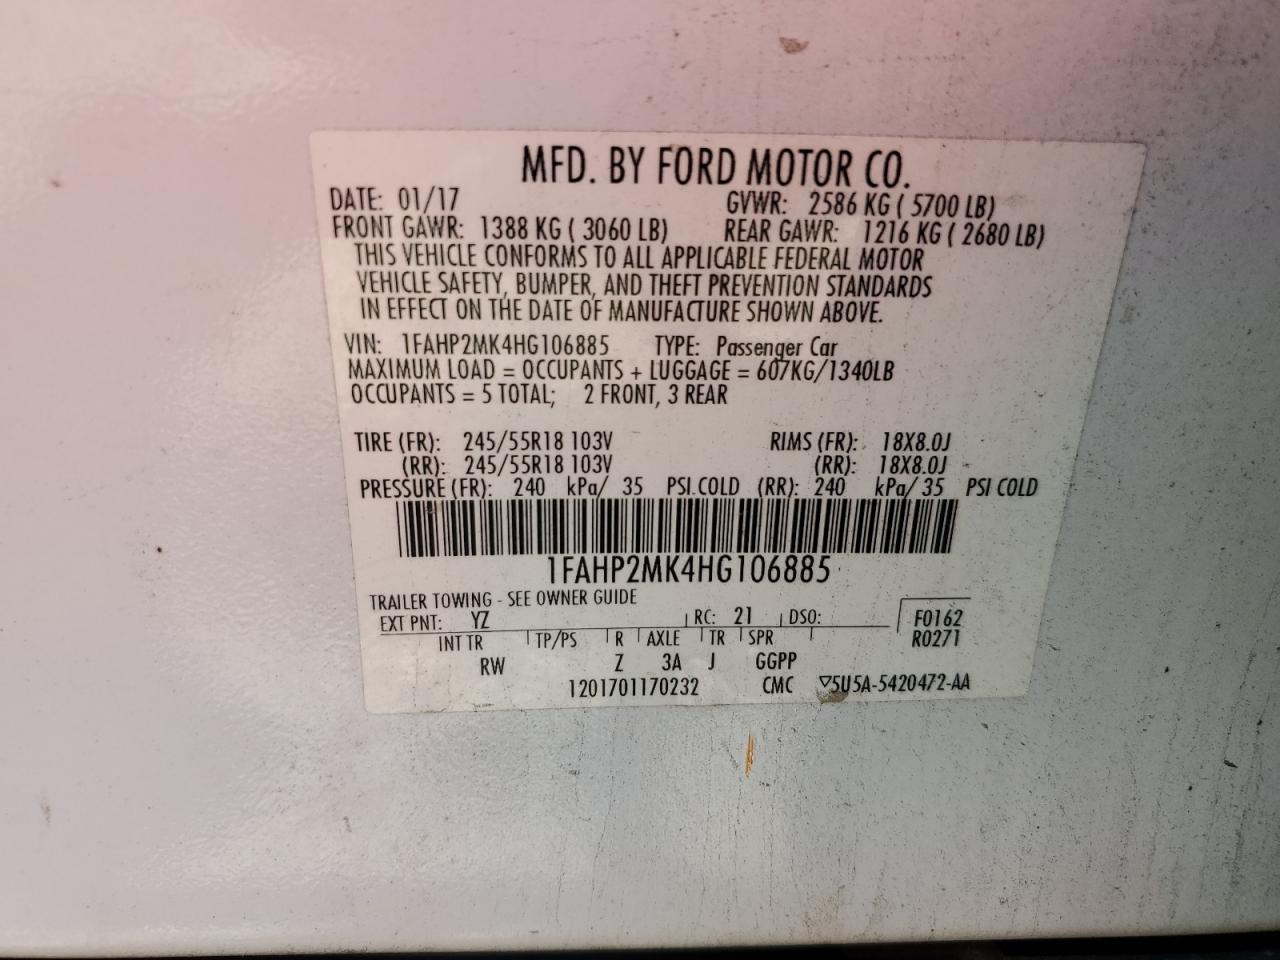 MFD. BY FORD MOTOR CO.
DATE: 01/17 GVWR: 2586 KG ( 5700 LB)
FRONT GAWR: 1388 KG ( 3060 LB) REAR GAWR: 1216 KG ( 2680 LB)
THIS VEHICLE CONFORMS TO ALL APPLICABLE FEDERAL MOTOR
VEHICLE SAFETY, BUMPER, AND THEFT PREVENTION STANDARDS
IN EFFECT ON THE DATE OF MANUFACTURE SHOWN ABOVE.
VIN: 1FAHP2MK4HG106885 TYPE: Passenger Car
MAXIMUM LOAD = OCCUPANTS + LUGGAGE = 607KG/1340LB
OCCUPANTS = 5 TOTAL; 2 FRONT, 3 REAR
TIRE (FR): 245/55R18 103V RIMS (FR): 18X8.0J
(RR): 245/55R18 103V (RR): 18X8.0J
PRESSURE (FR): 240 kPa/ 35 PSI COLD (RR): 240 kPa/ 35 PSI COLD
1FAHP2MK4HG106885
TRAILER TOWING - SEE OWNER GUIDE
EXT PNT: YZ RC: 21 DSO: F0162
INT TR TP/PS R AXLE TR SPR R0271
RW Z 3A J GGPP
1201701170232 CMC ▽5U5A-5420472-AA